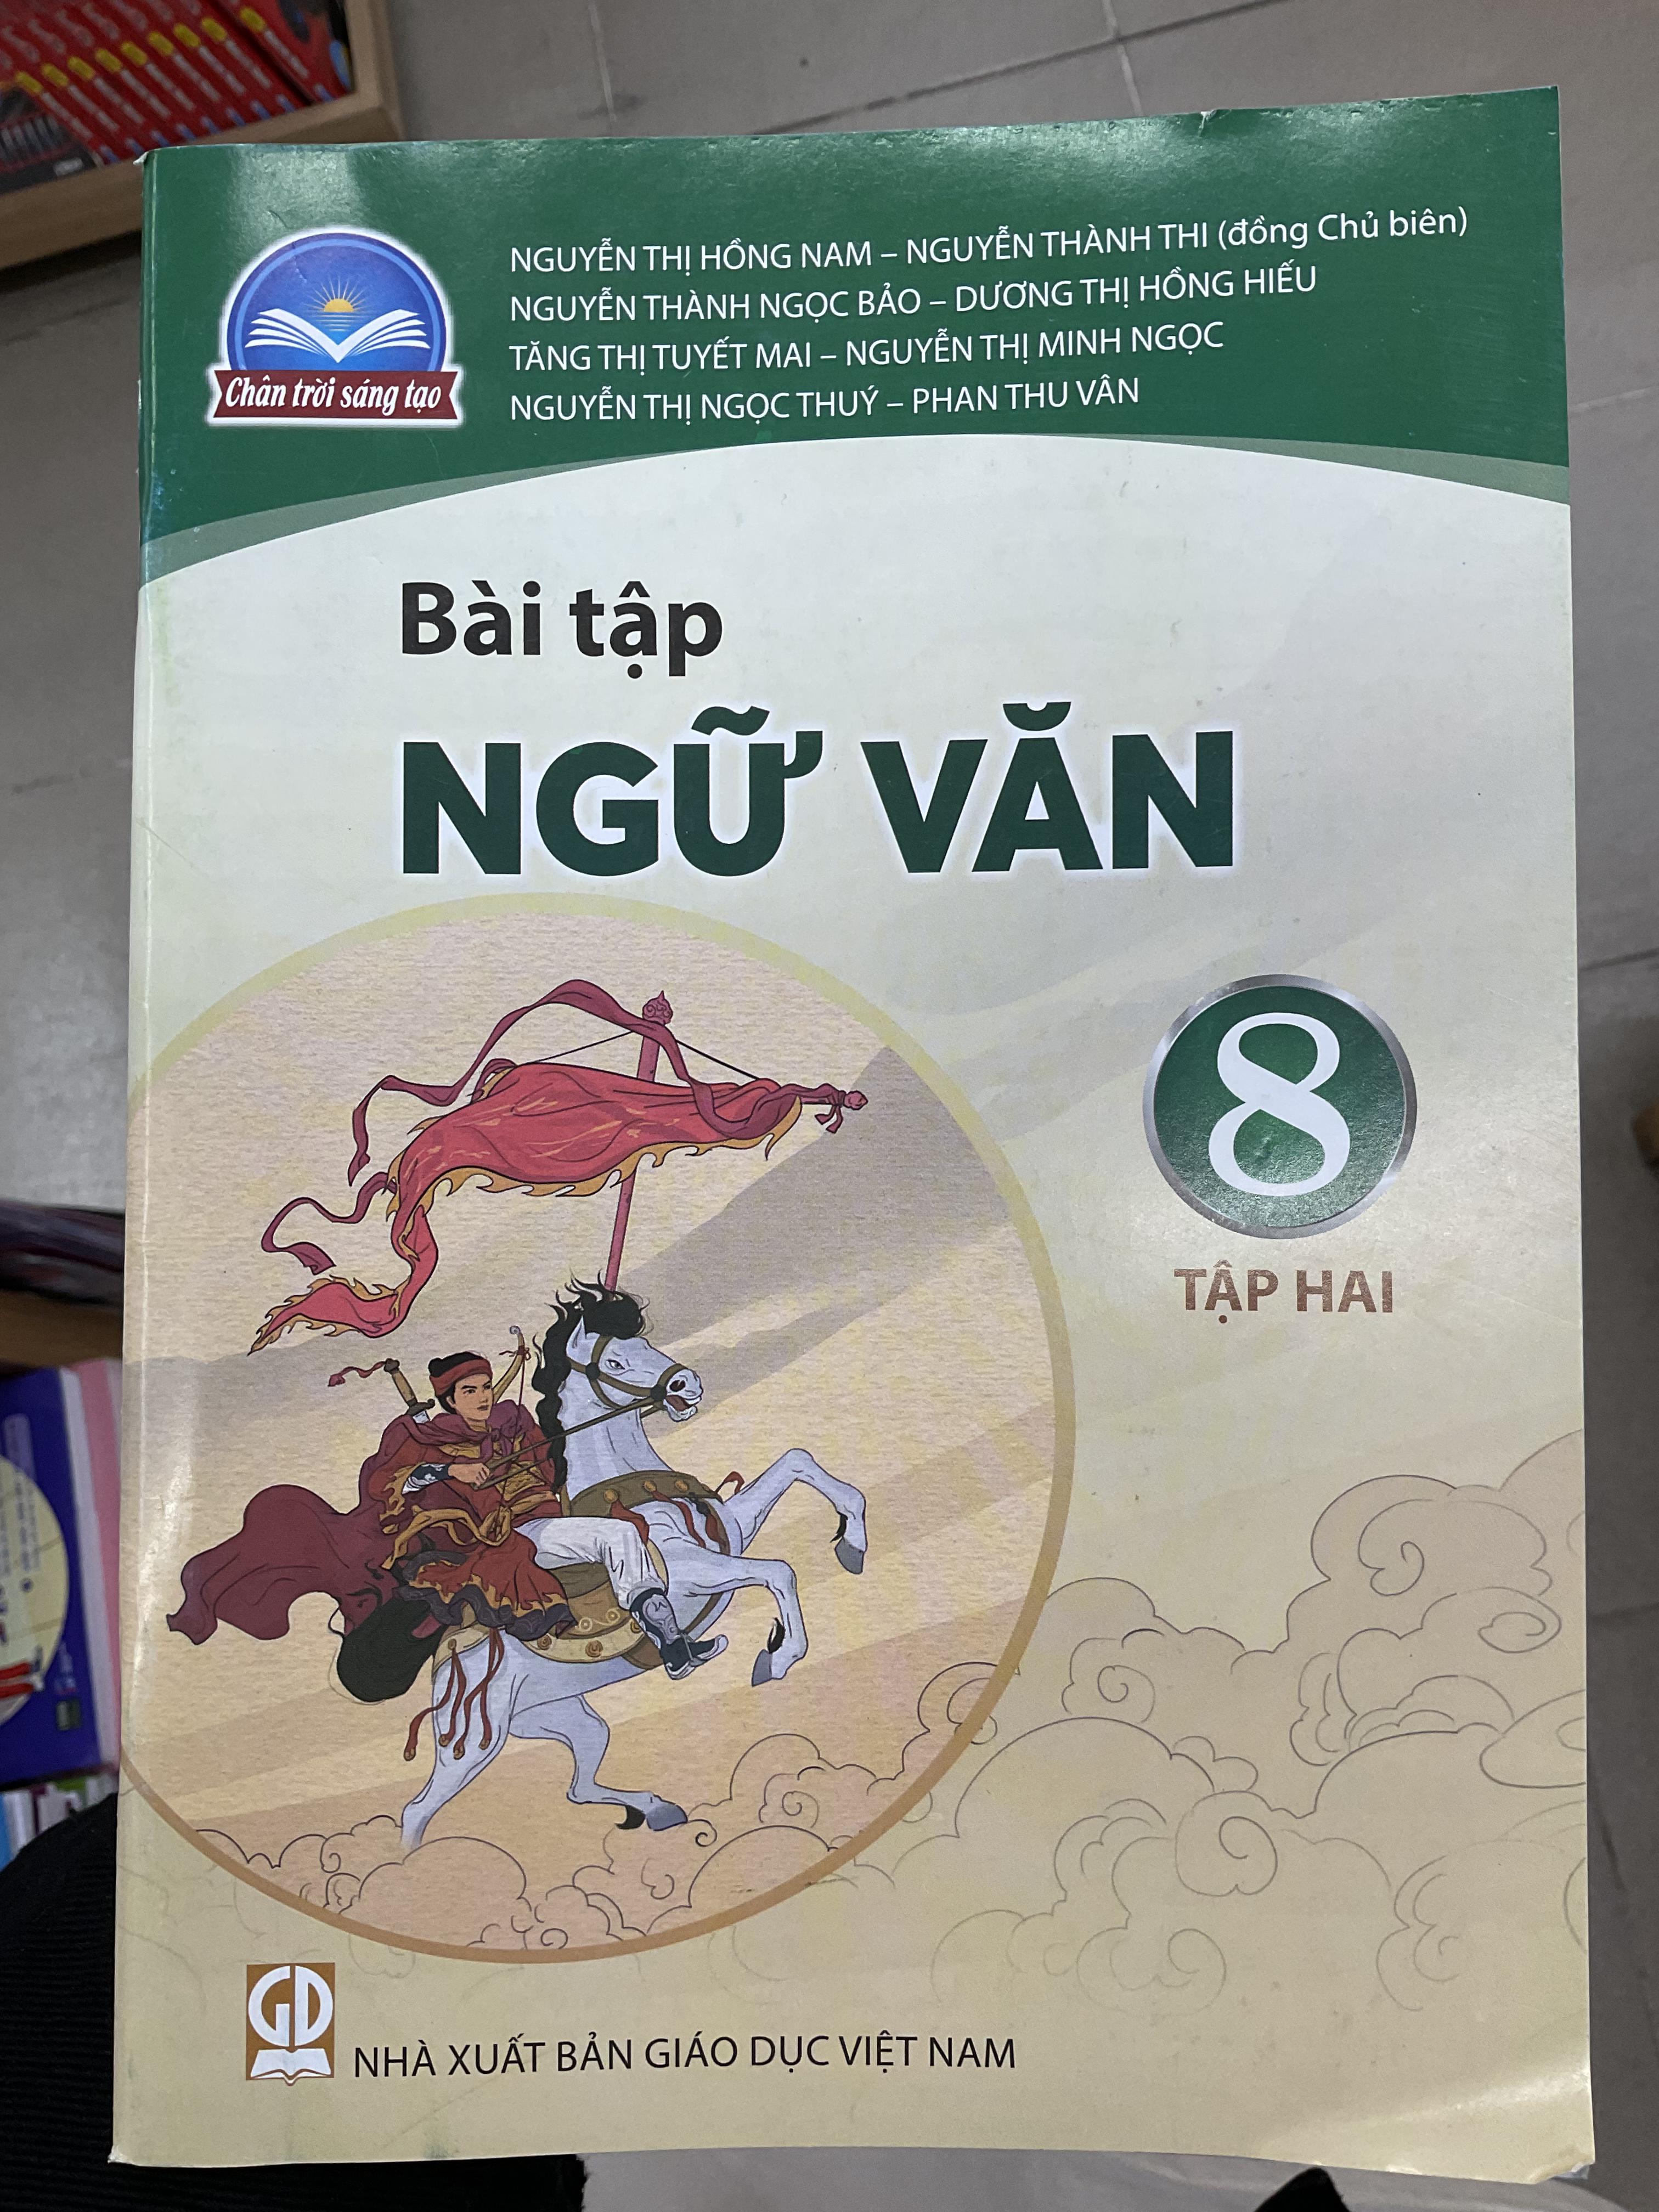 NGUYỄN THỊ HỒNG NAM – NGUYỄN THÀNH THI (đồng Chủ biên)
NGUYỄN THÀNH NGỌC BẢO – DƯƠNG THỊ HỒNG HIẾU
TĂNG THỊ TUYẾT MAI – NGUYỄN THỊ MINH NGỌC
NGUYỄN THỊ NGỌC THUÝ – PHAN THU VÂN
Chân trời sáng tạo
Bài tập
NGỮ VĂN
8
TẬP HAI
GD
NHÀ XUẤT BẢN GIÁO DỤC VIỆT NAM